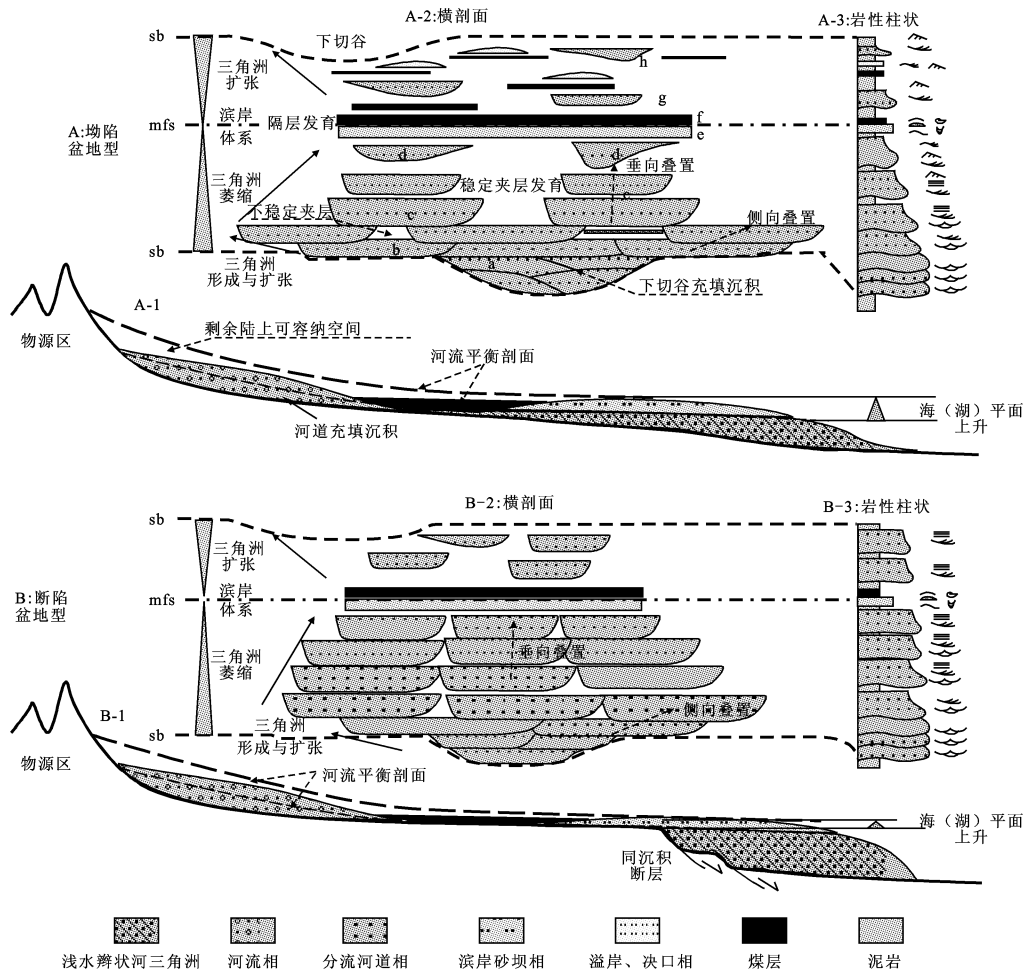 A-2:横剖面
A-3:岩性柱状
sb
下切谷
h
三角洲
扩张
g
A:坳陷
盆地型
滨岸
mfs
体系
隔层发育
f
e
d
d
垂向叠置
三角洲
萎缩
稳定夹层发育
c
不稳定夹层
c
侧向叠置
sb
b
a
三角洲
形成与扩张
下切谷充填沉积
A-1
物源区
剩余陆上可容纳空间
河流平衡剖面
河道充填沉积
海（湖）平面
上升
B-2:横剖面
B-3:岩性柱状
sb
三角洲
扩张
B:断陷
盆地型
滨岸
mfs
体系
垂向叠置
三角洲
萎缩
侧向叠置
B-1
三角洲
形成与扩张
sb
物源区
河流平衡剖面
海（湖）平面
上升
同沉积
断层
浅水辫状河三角洲
河流相
分流河道相
滨岸砂坝相
溢岸、决口相
煤层
泥岩